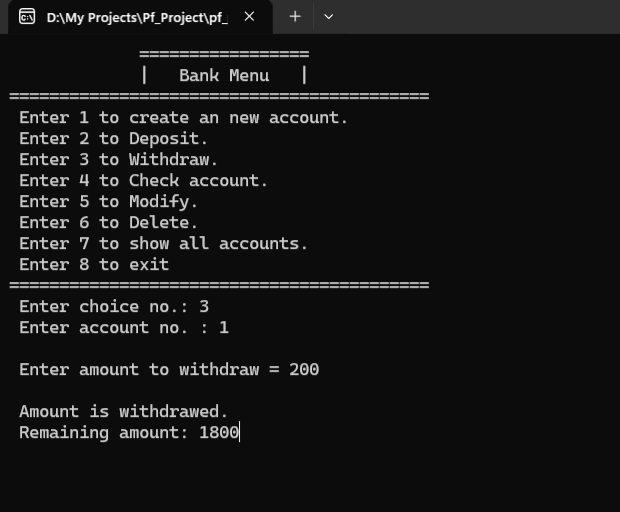 D:\My Projects\Pf_Project\pf_
=================
| Bank Menu |
==========================================
Enter 1 to create an new account.
Enter 2 to Deposit.
Enter 3 to Withdraw.
Enter 4 to Check account.
Enter 5 to Modify.
Enter 6 to Delete.
Enter 7 to show all accounts.
Enter 8 to exit
==========================================
Enter choice no.: 3
Enter account no. : 1
Enter amount to withdraw = 200
Amount is withdrawed.
Remaining amount: 1800